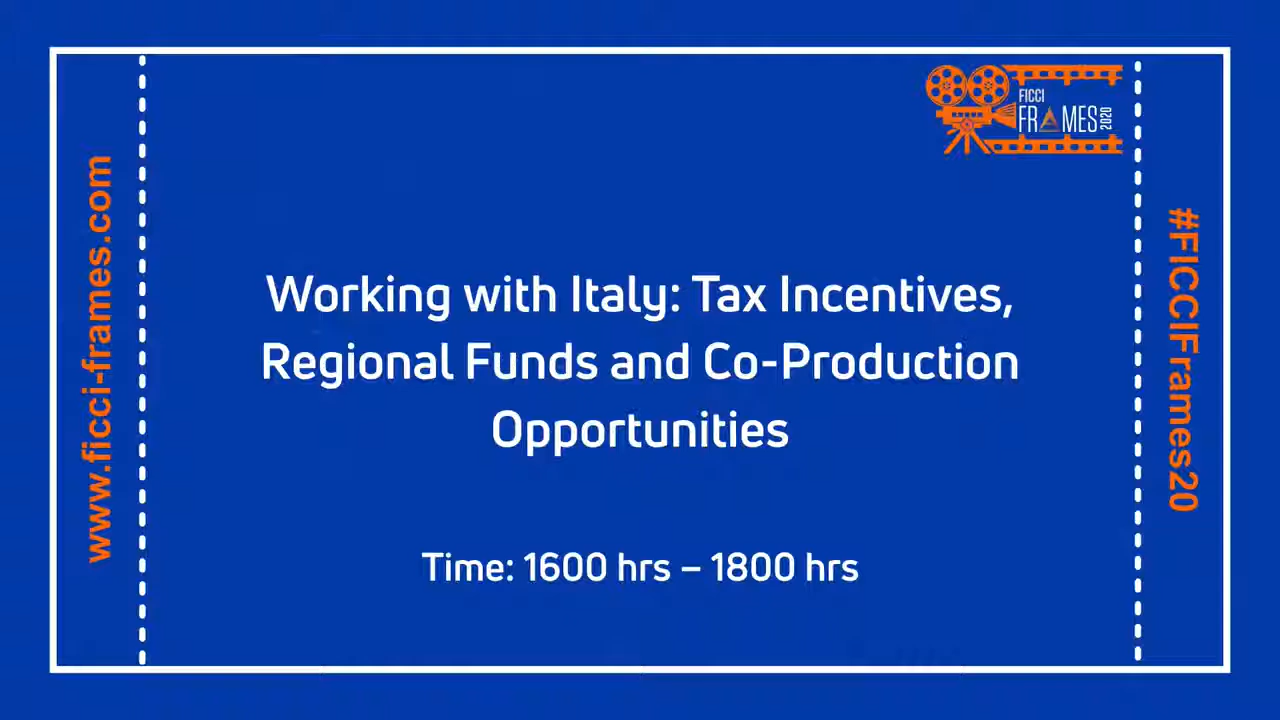 www.ficci-frames.com
FICCI
FRAMES 2020
#FICCIFrames20
Working with Italy: Tax Incentives,
Regional Funds and Co-Production
Opportunities
Time: 1600 hrs – 1800 hrs